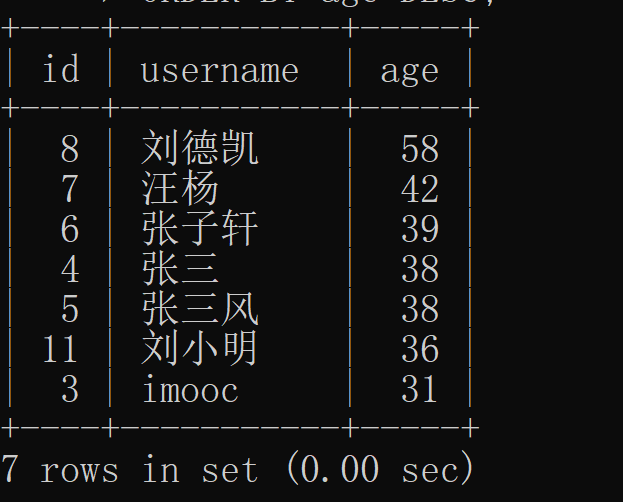 +----+-----------+-----+
| id | username  | age |
+----+-----------+-----+
|  8 | 刘德凯    |  58 |
|  7 | 汪杨      |  42 |
|  6 | 张子轩    |  39 |
|  4 | 张三      |  38 |
|  5 | 张三风    |  38 |
| 11 | 刘小明    |  36 |
|  3 | imooc     |  31 |
+----+-----------+-----+
7 rows in set (0.00 sec)